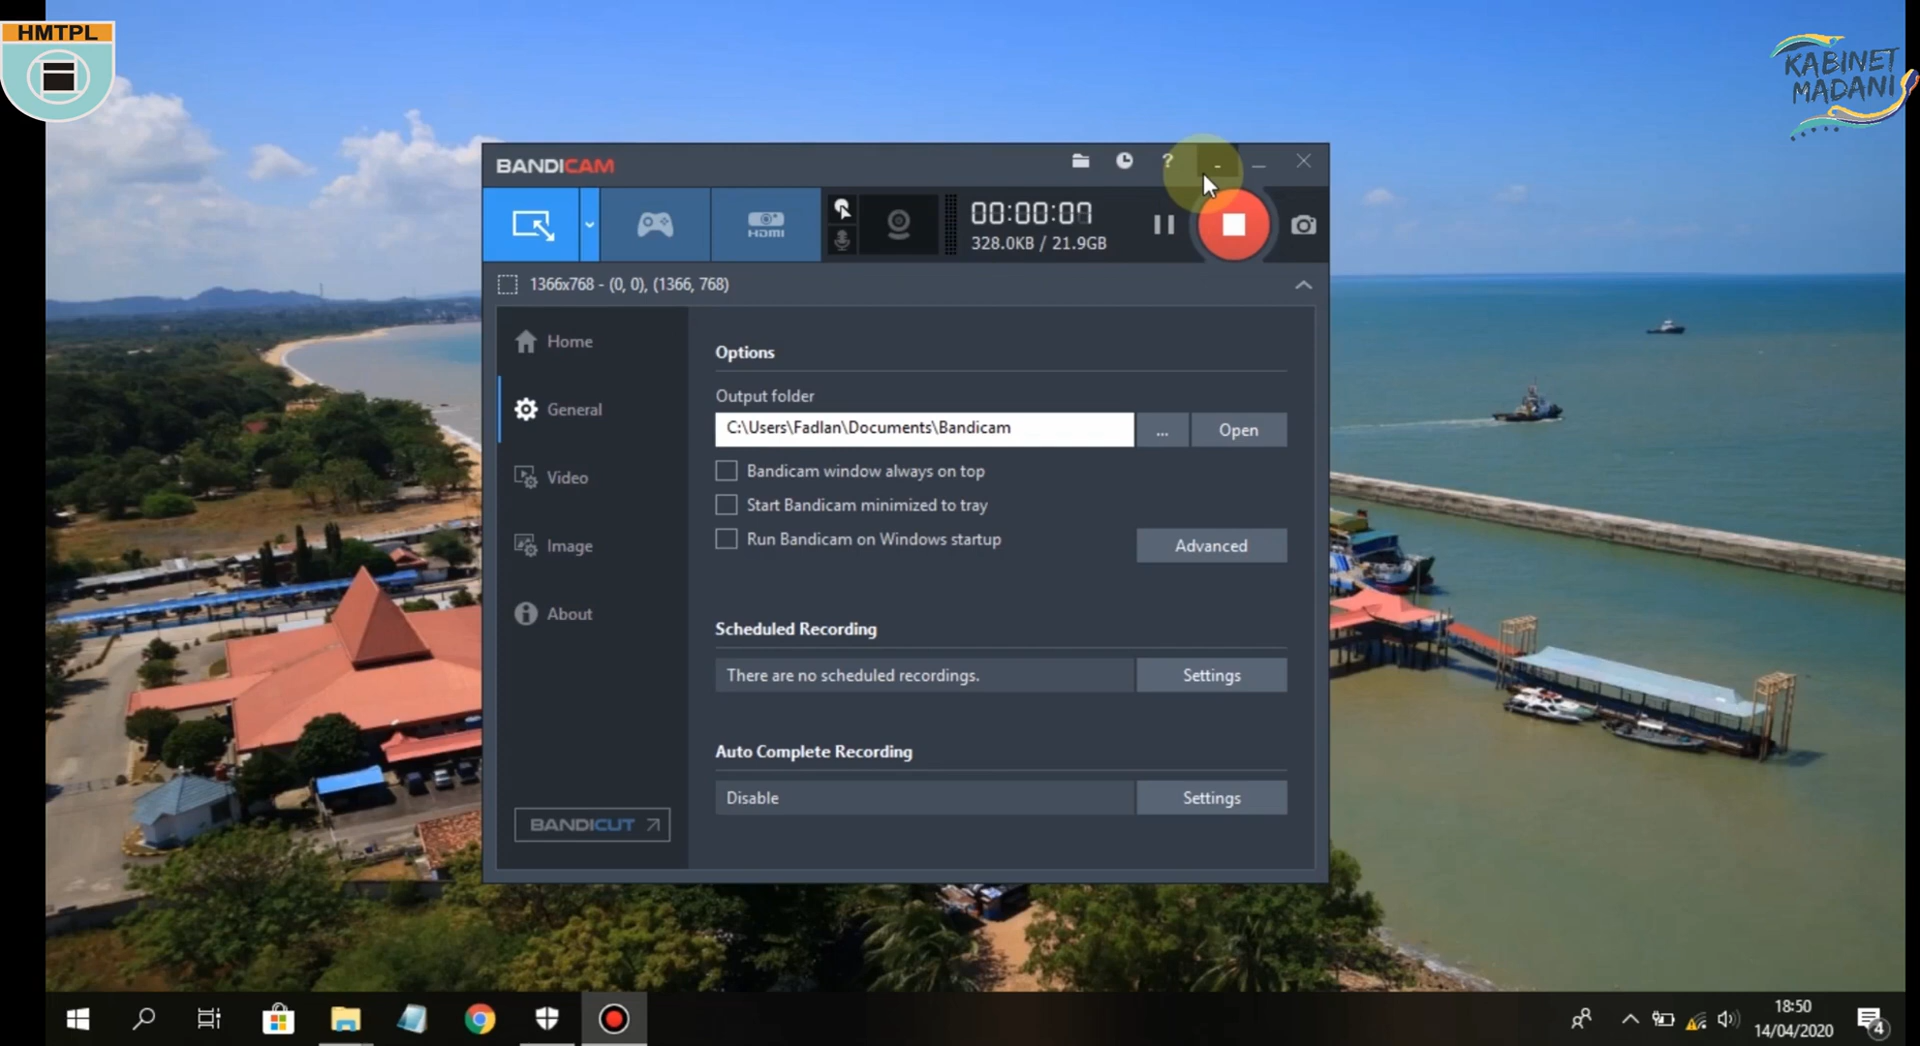 HMTPL
KABINET
MADANI
BANDICAM
?
HDMI
00:00:07
328.0KB / 21.9GB
1366x768 - (0, 0), (1366, 768)
Home
General
Video
Image
About
BANDICUT
Options
Output folder
C:\Users\Fadlan\Documents\Bandicam
...
Open
Bandicam window always on top
Start Bandicam minimized to tray
Run Bandicam on Windows startup
Advanced
Scheduled Recording
There are no scheduled recordings.
Settings
Auto Complete Recording
Disable
Settings
18:50
14/04/2020
4